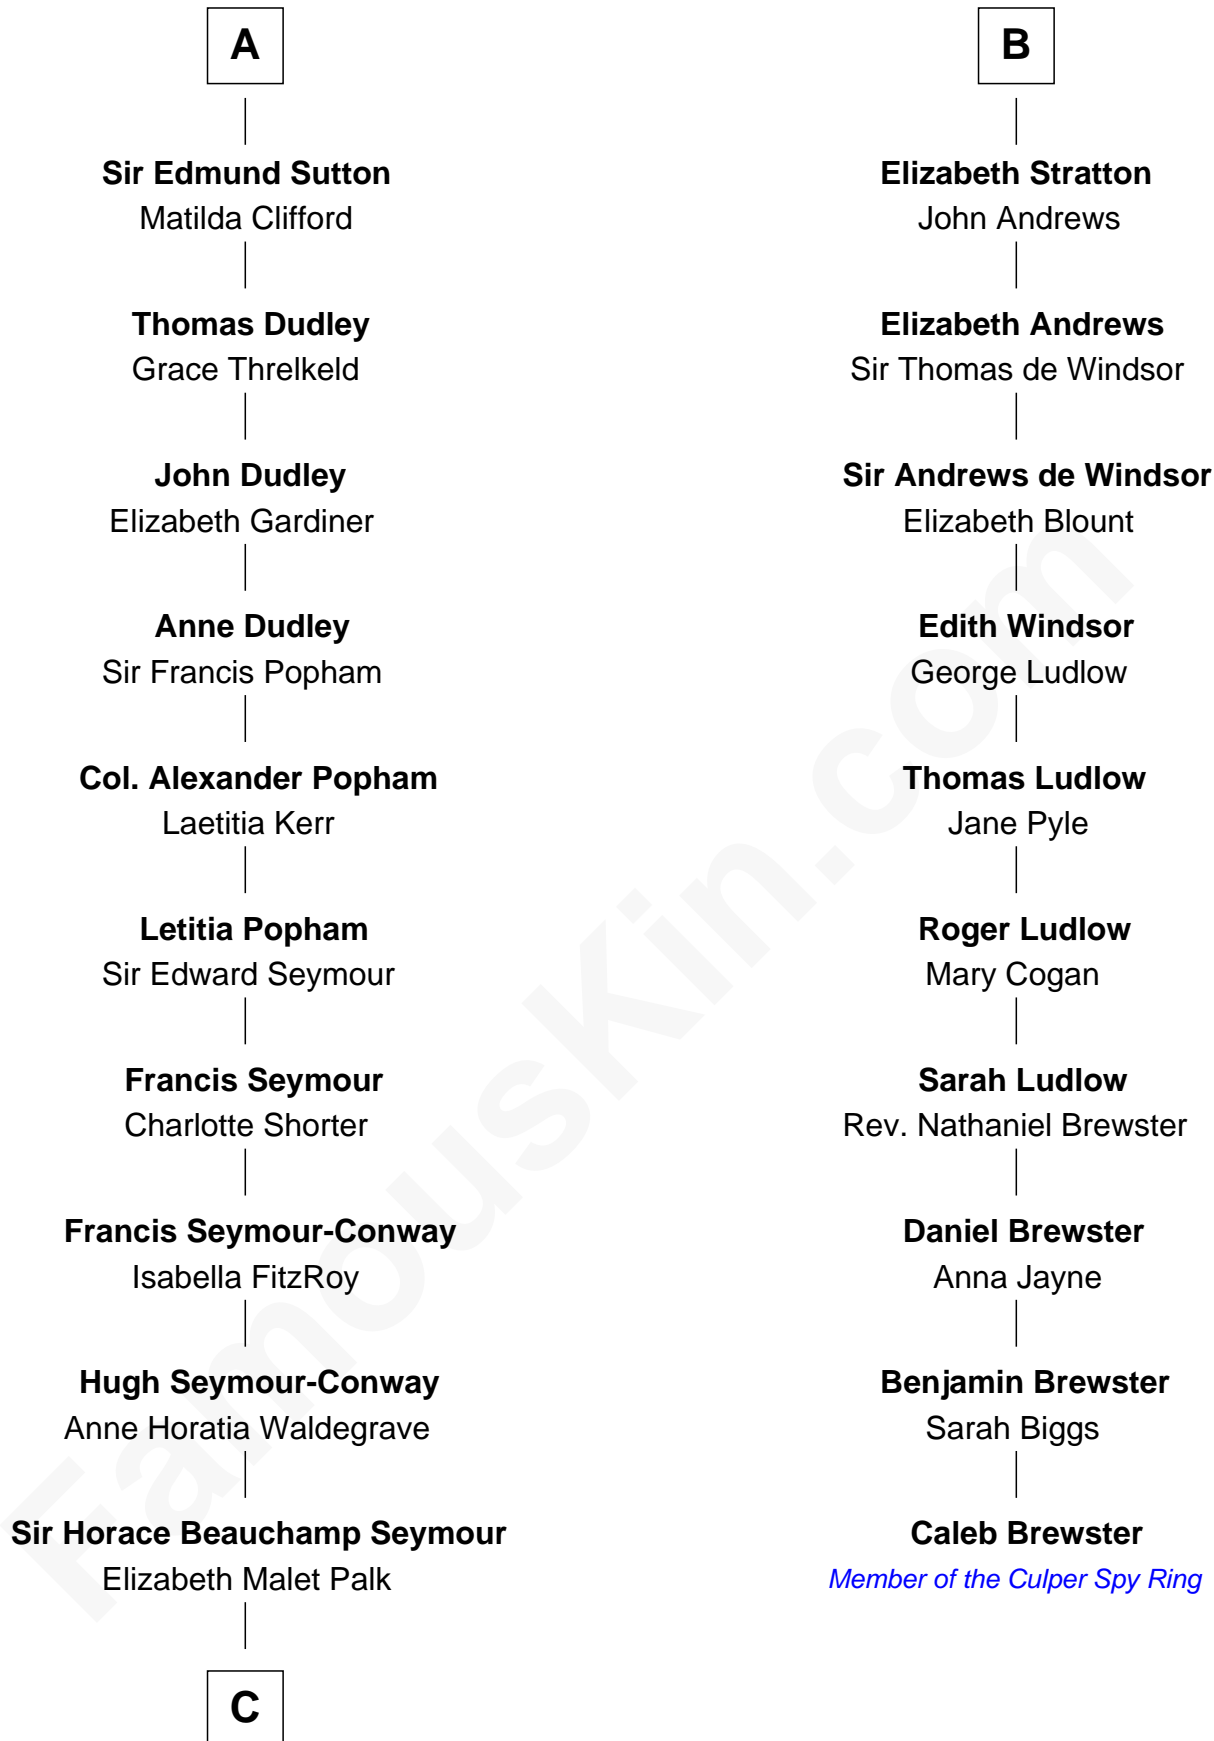 A
Sir Edmund Sutton
Matilda Clifford
Thomas Dudley
Grace Threlkeld
John Dudley
Elizabeth Gardiner
Anne Dudley
Sir Francis Popham
Col. Alexander Popham
Laetitia Kerr
Letitia Popham
Sir Edward Seymour
Francis Seymour
Charlotte Shorter
Francis Seymour-Conway
Isabella FitzRoy
Hugh Seymour-Conway
Anne Horatia Waldegrave
Sir Horace Beauchamp Seymour
Elizabeth Malet Palk
C
B
Elizabeth Stratton
John Andrews
Elizabeth Andrews
Sir Thomas de Windsor
Sir Andrews de Windsor
Elizabeth Blount
Edith Windsor
George Ludlow
Thomas Ludlow
Jane Pyle
Roger Ludlow
Mary Cogan
Sarah Ludlow
Rev. Nathaniel Brewster
Daniel Brewster
Anna Jayne
Benjamin Brewster
Sarah Biggs
Caleb Brewster
Member of the Culper Spy Ring
FamousKin.com